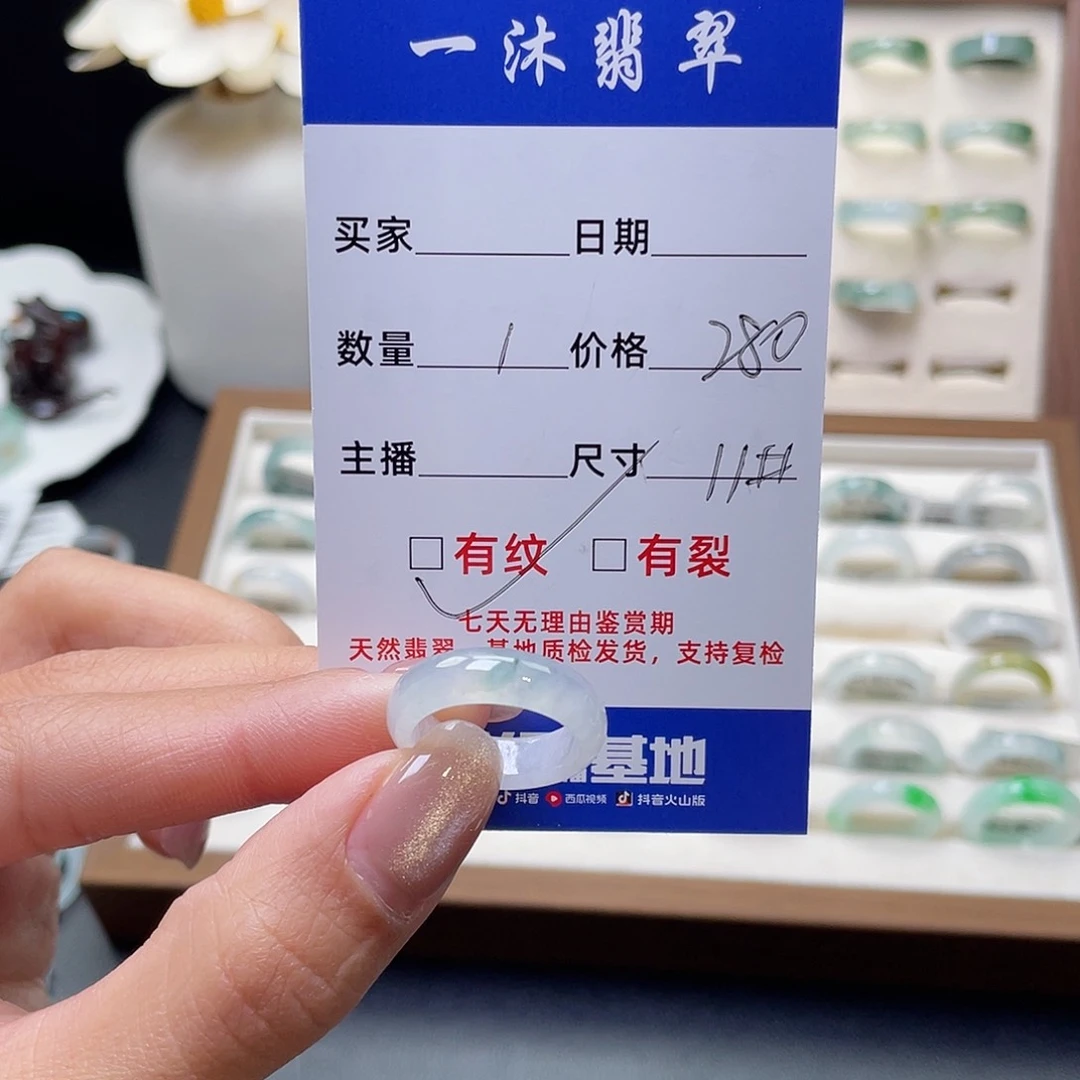 一沐翡翠
买家 日期
数量 1 价格 280
主播 尺寸 11#
□有纹 □有裂
七天无理由鉴赏期
天然翡翠 基地质检发货，支持复检
基地
抖音 西瓜视频 抖音火山版